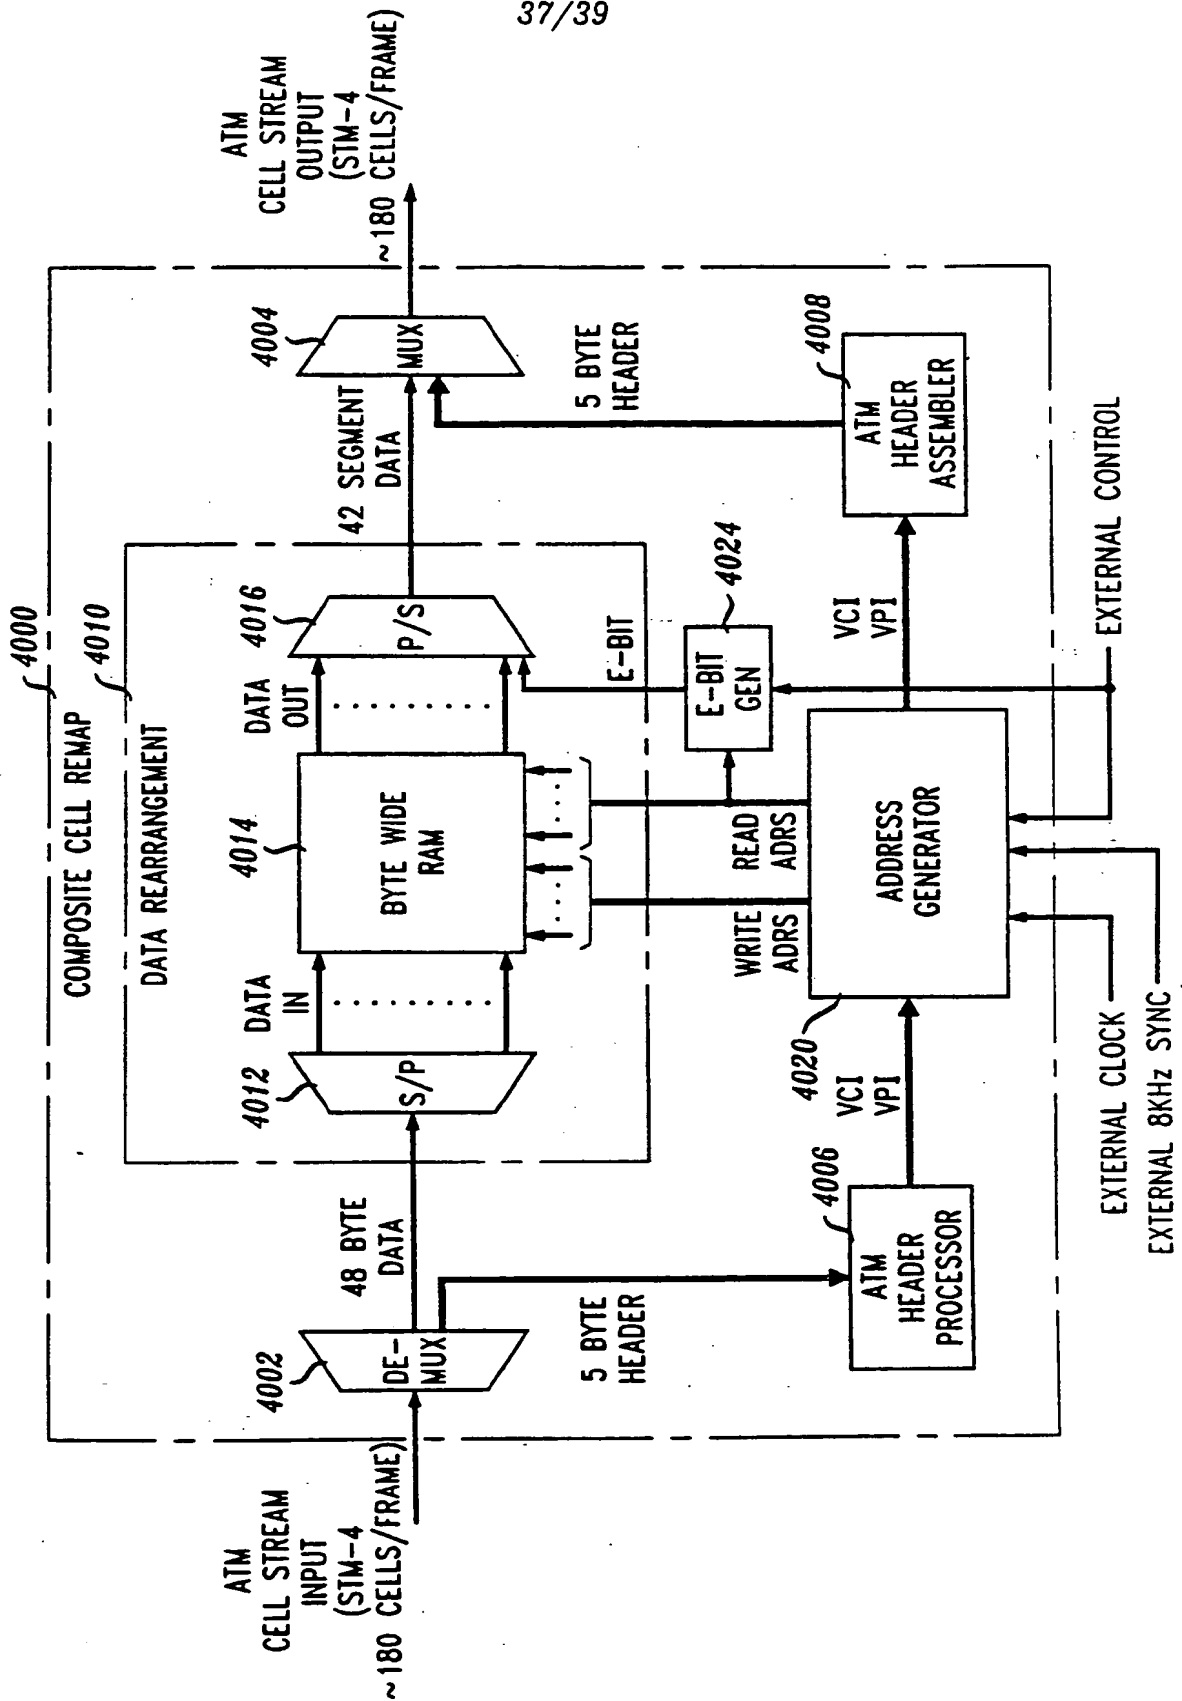 37/39
4000
COMPOSITE CELL REMAP
4010
DATA REARRANGEMENT
ATM
CELL STREAM
INPUT
(STM-4
~180 CELLS/FRAME)
4002
DE-
MUX
48 BYTE
DATA
5 BYTE
HEADER
4012
S/P
DATA
IN
4014
BYTE WIDE
RAM
DATA
OUT
4016
P/S
42 SEGMENT
DATA
4004
MUX
ATM
CELL STREAM
OUTPUT
(STM-4
~180 CELLS/FRAME)
5 BYTE
HEADER
E-BIT
4024
E-BIT
GEN
WRITE
ADRS
READ
ADRS
4006
ATM
HEADER
PROCESSOR
VCI
VPI
4020
ADDRESS
GENERATOR
VCI
VPI
4008
ATM
HEADER
ASSEMBLER
EXTERNAL CLOCK
EXTERNAL 8KHz SYNC
EXTERNAL CONTROL